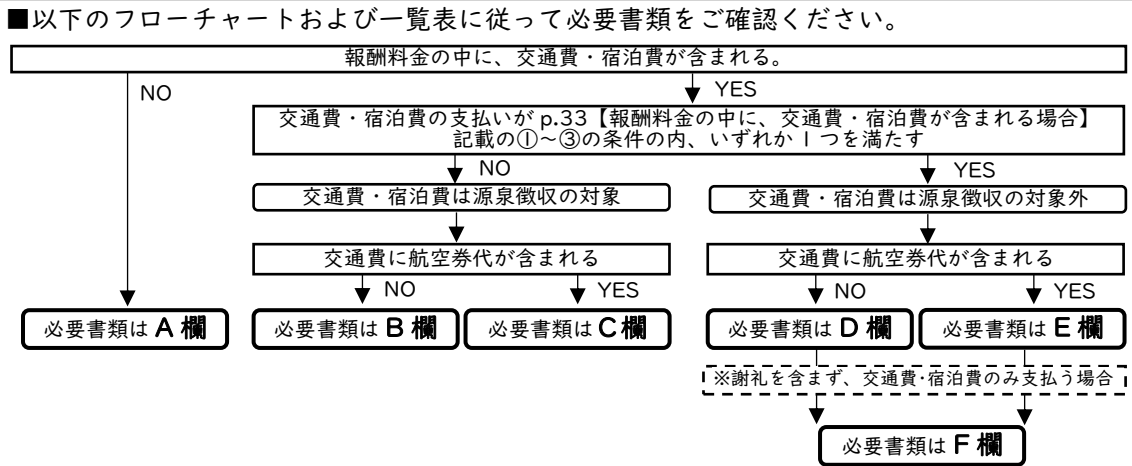 ■以下のフローチャートおよび一覧表に従って必要書類をご確認ください。
報酬料金の中に、交通費・宿泊費が含まれる。
NO
YES
交通費・宿泊費の支払いが p.33【報酬料金の中に、交通費・宿泊費が含まれる場合】
記載の①～③の条件の内、いずれか 1 つを満たす
NO
YES
交通費・宿泊費は源泉徴収の対象
交通費・宿泊費は源泉徴収の対象外
交通費に航空券代が含まれる
交通費に航空券代が含まれる
NO
YES
NO
YES
必要書類は A 欄
必要書類は B 欄
必要書類は C 欄
必要書類は D 欄
必要書類は E 欄
※謝礼を含まず、交通費・宿泊費のみ支払う場合
必要書類は F 欄